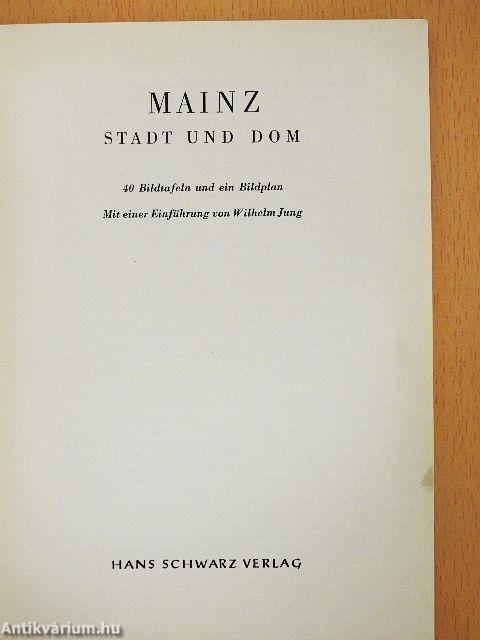 MAINZ
STADT UND DOM
40 Bildtafeln und ein Bildplan
Mit einer Einführung von Wilhelm Jung
HANS SCHWARZ VERLAG
Antikvárium.hu